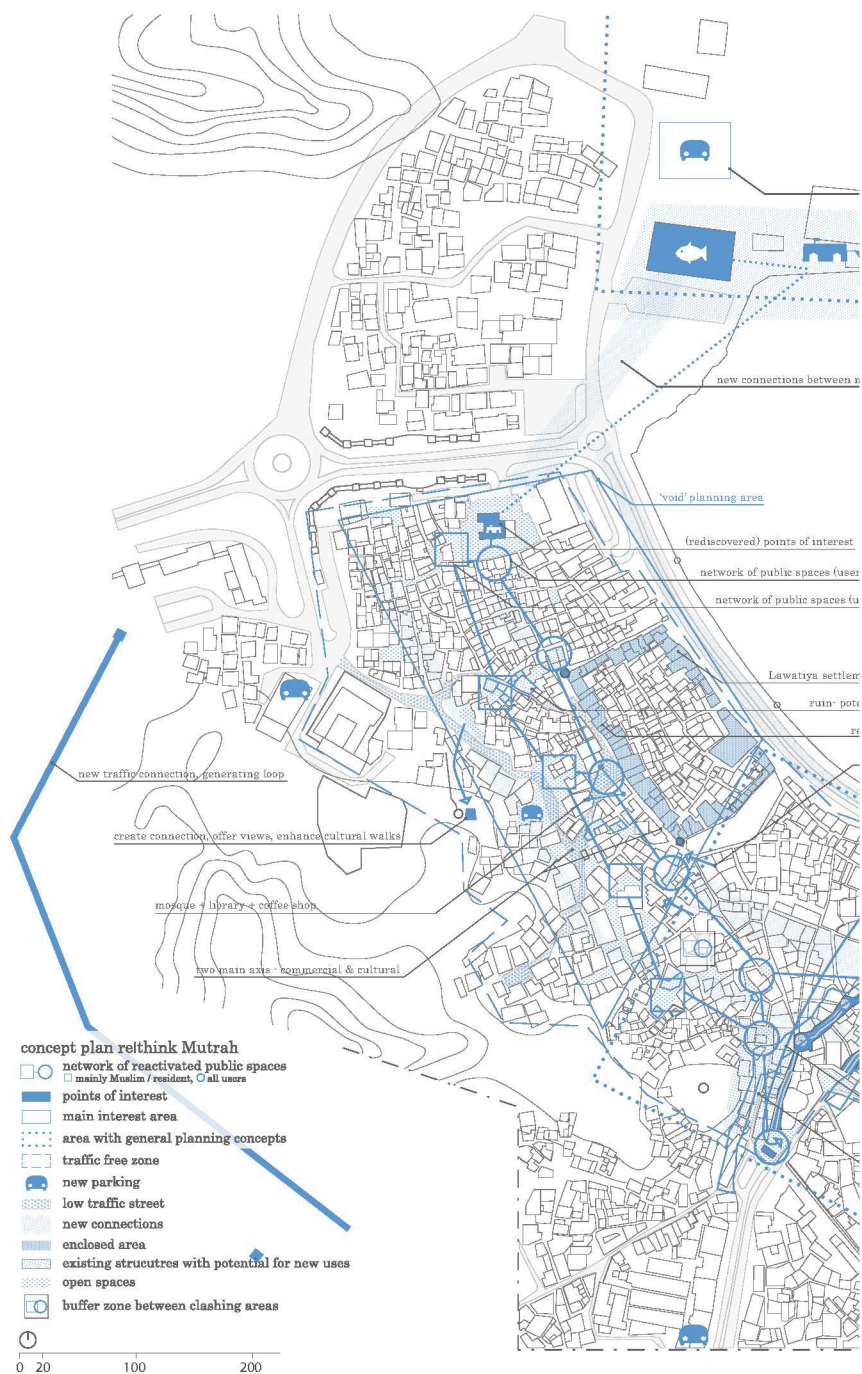 new connections between n
'void' planning area
(rediscovered) points of interest
network of public spaces (user
network of public spaces (u
Lawatiya settlem
ruin- pote
re
new traffic connection, generating loop
create connection, offer views, enhance cultural walks
mosque + library + coffee shop
two main axis - commercial & cultural
concept plan re|think Mutrah
network of reactivated public spaces
mainly Muslim / resident, all users
points of interest
main interest area
area with general planning concepts
traffic free zone
new parking
low traffic street
new connections
enclosed area
existing strucutres with potential for new uses
open spaces
buffer zone between clashing areas
0 20 100 200